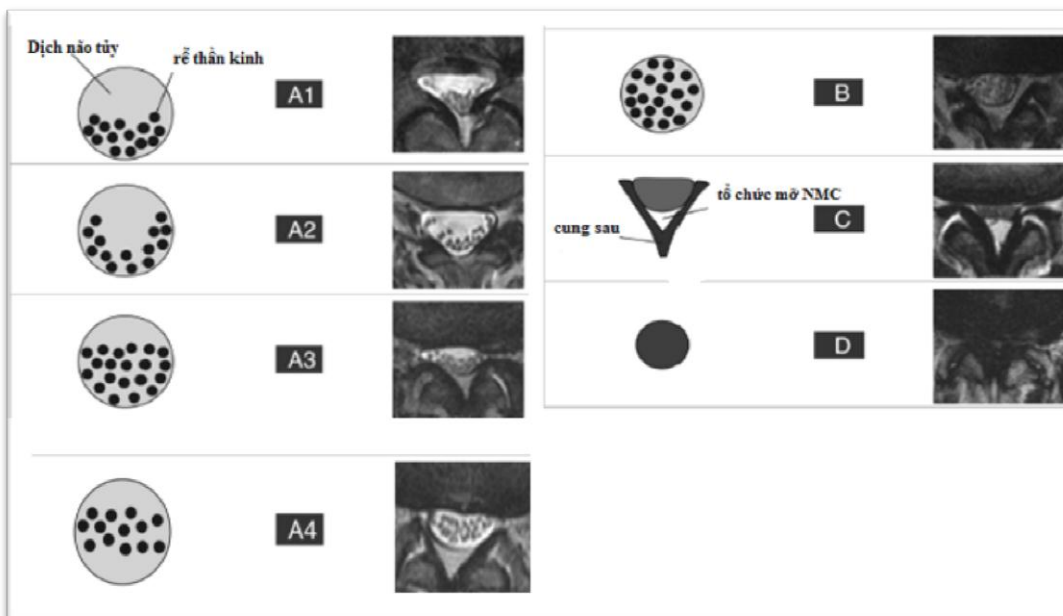 Dịch não tủy
rễ thần kinh
A1
A2
A3
A4
B
tổ chức mỡ NMC
cung sau
C
D